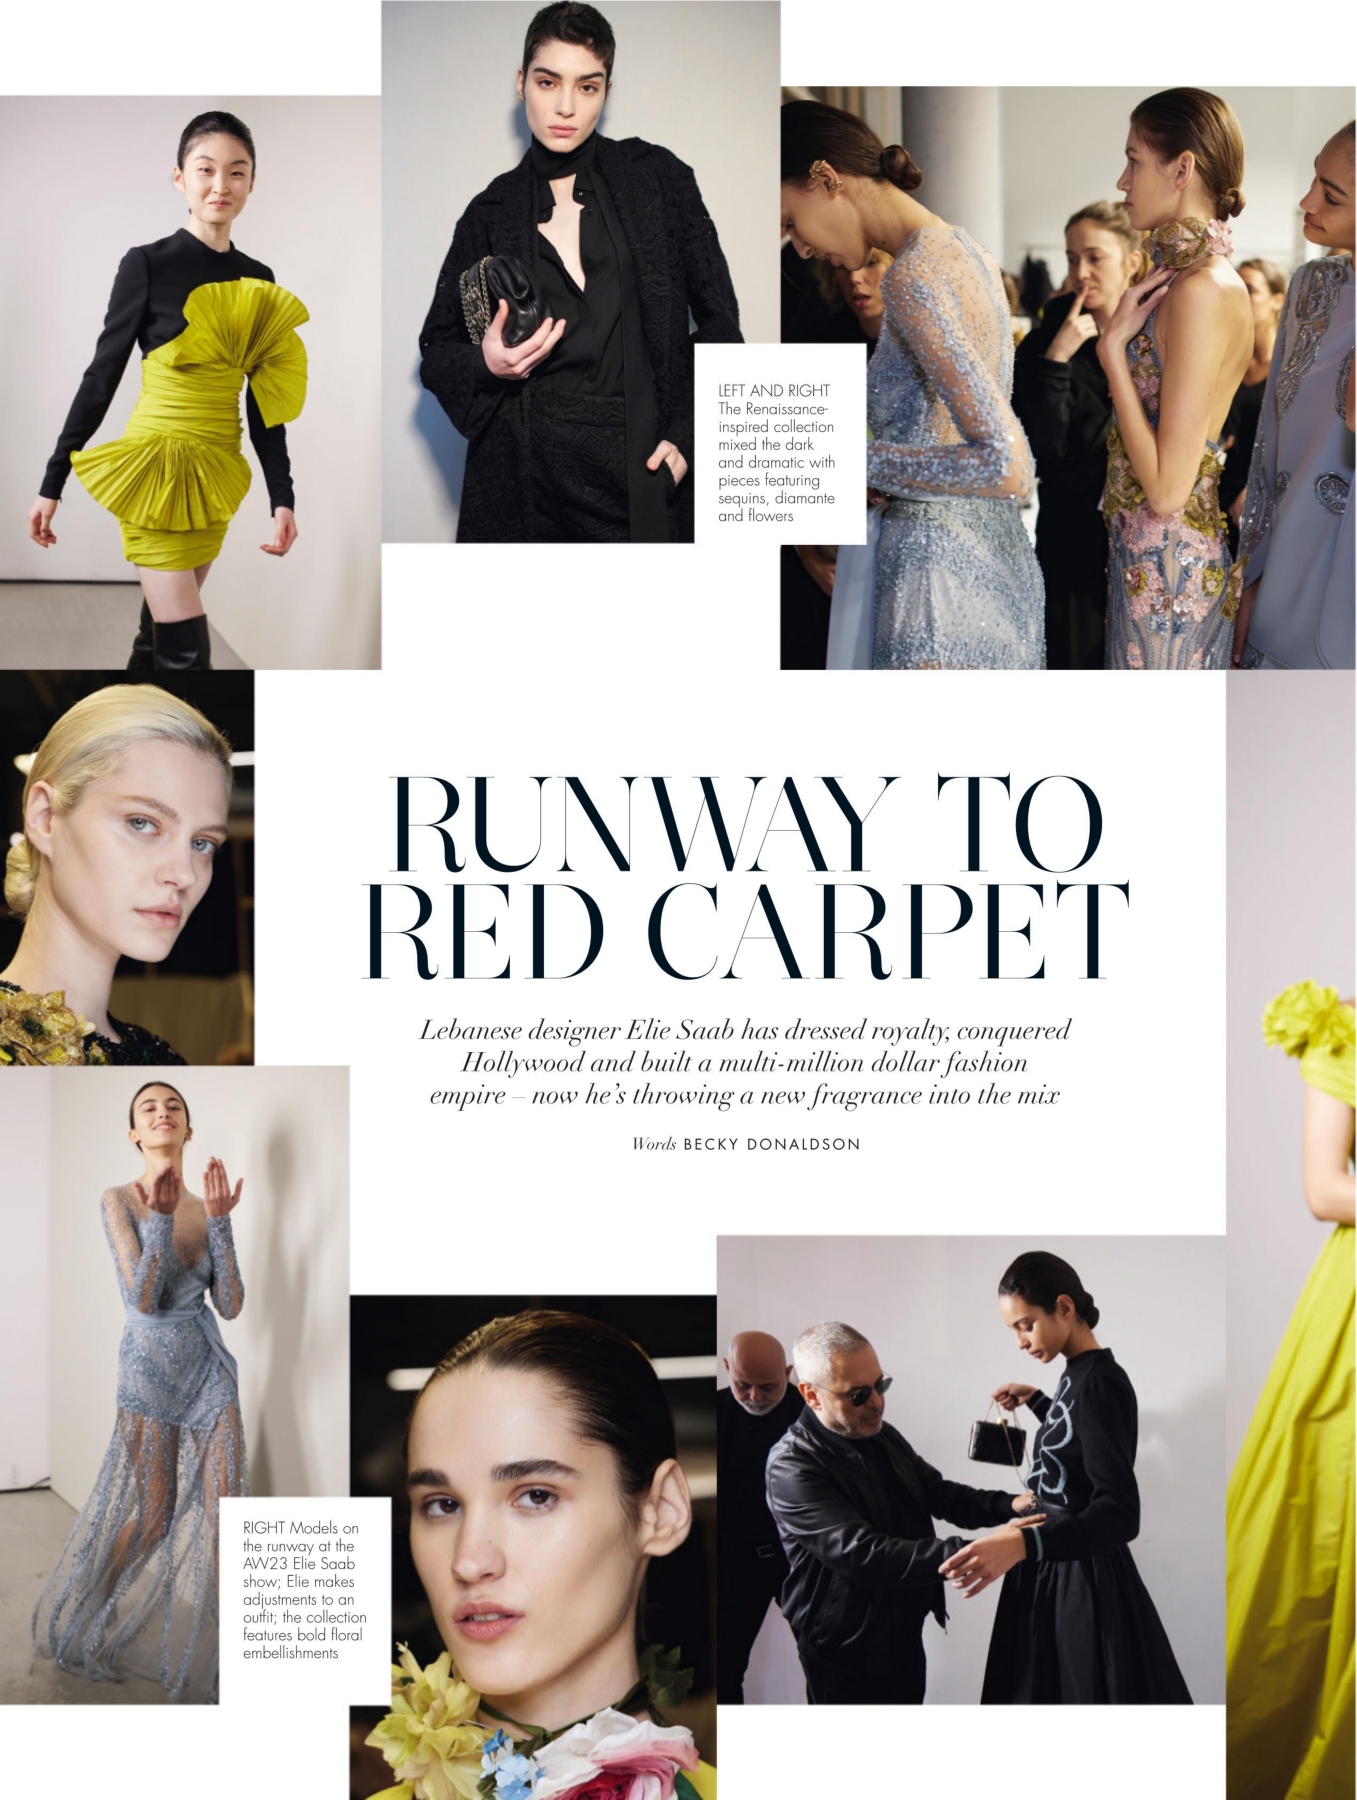 LEFT AND RIGHT
The Renaissance-
inspired collection
mixed the dark
and dramatic with
pieces featuring
sequins, diamante
and flowers
RUNWAY TO
RED CARPET
Lebanese designer Elie Saab has dressed royalty, conquered
Hollywood and built a multi-million dollar fashion
empire – now he's throwing a new fragrance into the mix
Words BECKY DONALDSON
RIGHT Models on
the runway at the
AW23 Elie Saab
show; Elie makes
adjustments to an
outfit; the collection
features bold floral
embellishments